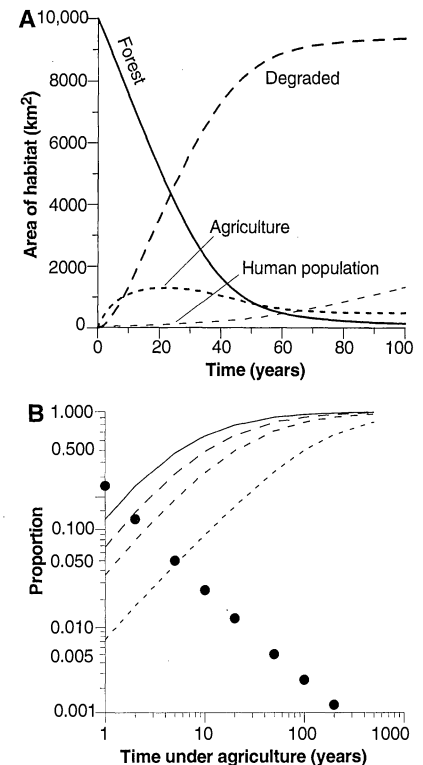 A
10,000
8000
6000
4000
2000
0
Area of habitat (km²)
Forest
Degraded
Agriculture
Human population
0 20 40 60 80 100
Time (years)
B
1.000
0.500
0.100
0.050
0.010
0.005
0.001
Proportion
1 10 100 1000
Time under agriculture (years)